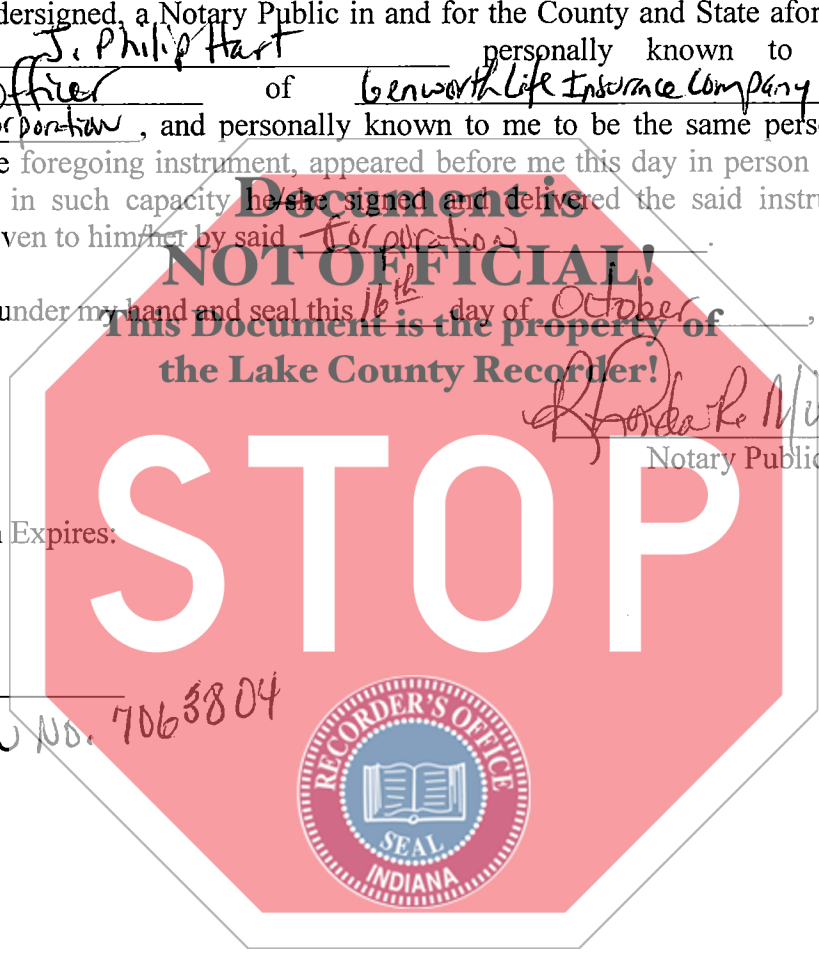 dersigned, a Notary Public in and for the County and State afor
J. Philip Hart personally known to
fficer of Genworth Life Insurance Company
rporation, and personally known to me to be the same pers
e foregoing instrument, appeared before me this day in person
Document is
in such capacity he/she signed and delivered the said instr
ven to him/her by said Corporation.
NOT OFFICIAL!
under my hand and seal this 16th day of October,
This Document is the property of
the Lake County Recorder!
Rhonda R.
Notary Public
STOP
n Expires:
No. 7063804
RECORDER'S OFFICE
SEAL
INDIANA